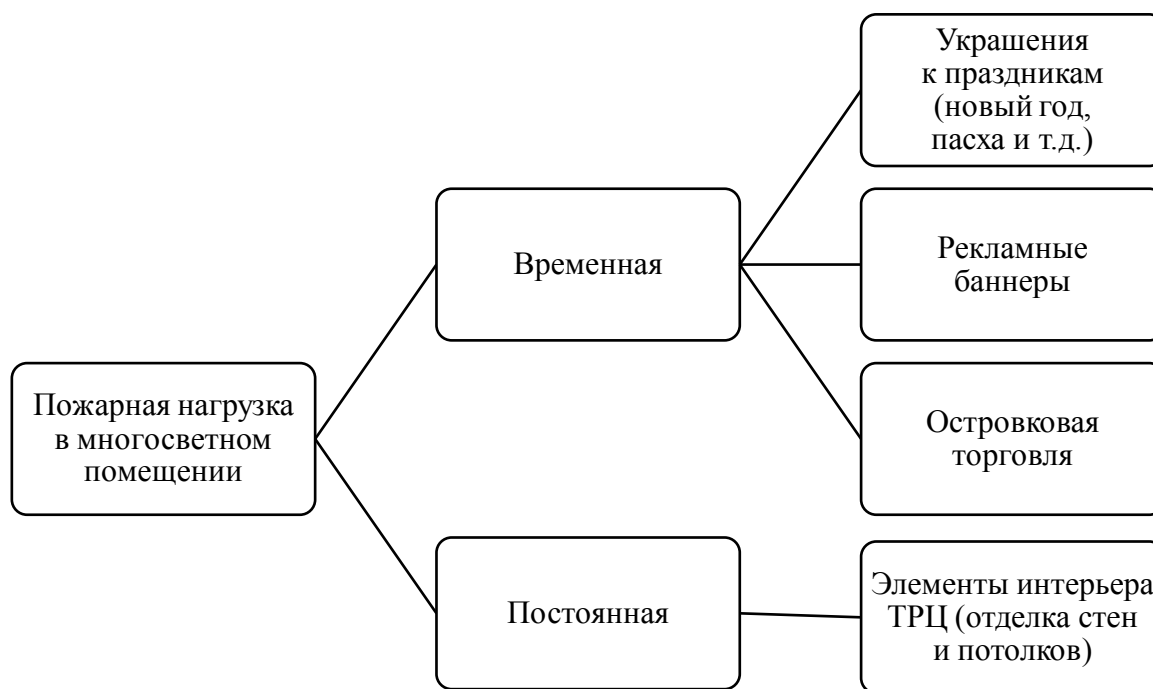 Украшения
к праздникам
(новый год,
пасха и т.д.)
Временная
Рекламные
баннеры
Пожарная нагрузка
в многосветном
помещении
Островковая
торговля
Постоянная
Элементы интерьера
ТРЦ (отделка стен
и потолков)